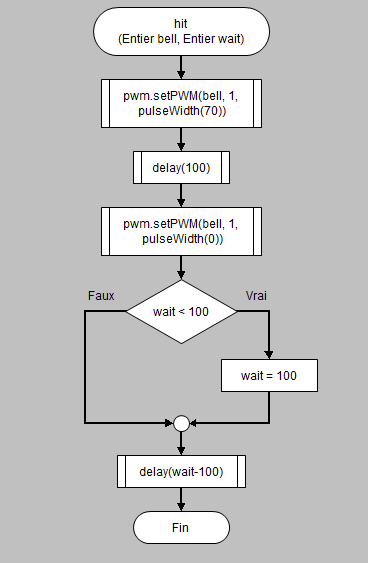 hit
(Entier bell, Entier wait)
pwm.setPWM(bell, 1,
pulseWidth(70))
delay(100)
pwm.setPWM(bell, 1,
pulseWidth(0))
Faux
Vrai
wait < 100
wait = 100
delay(wait-100)
Fin